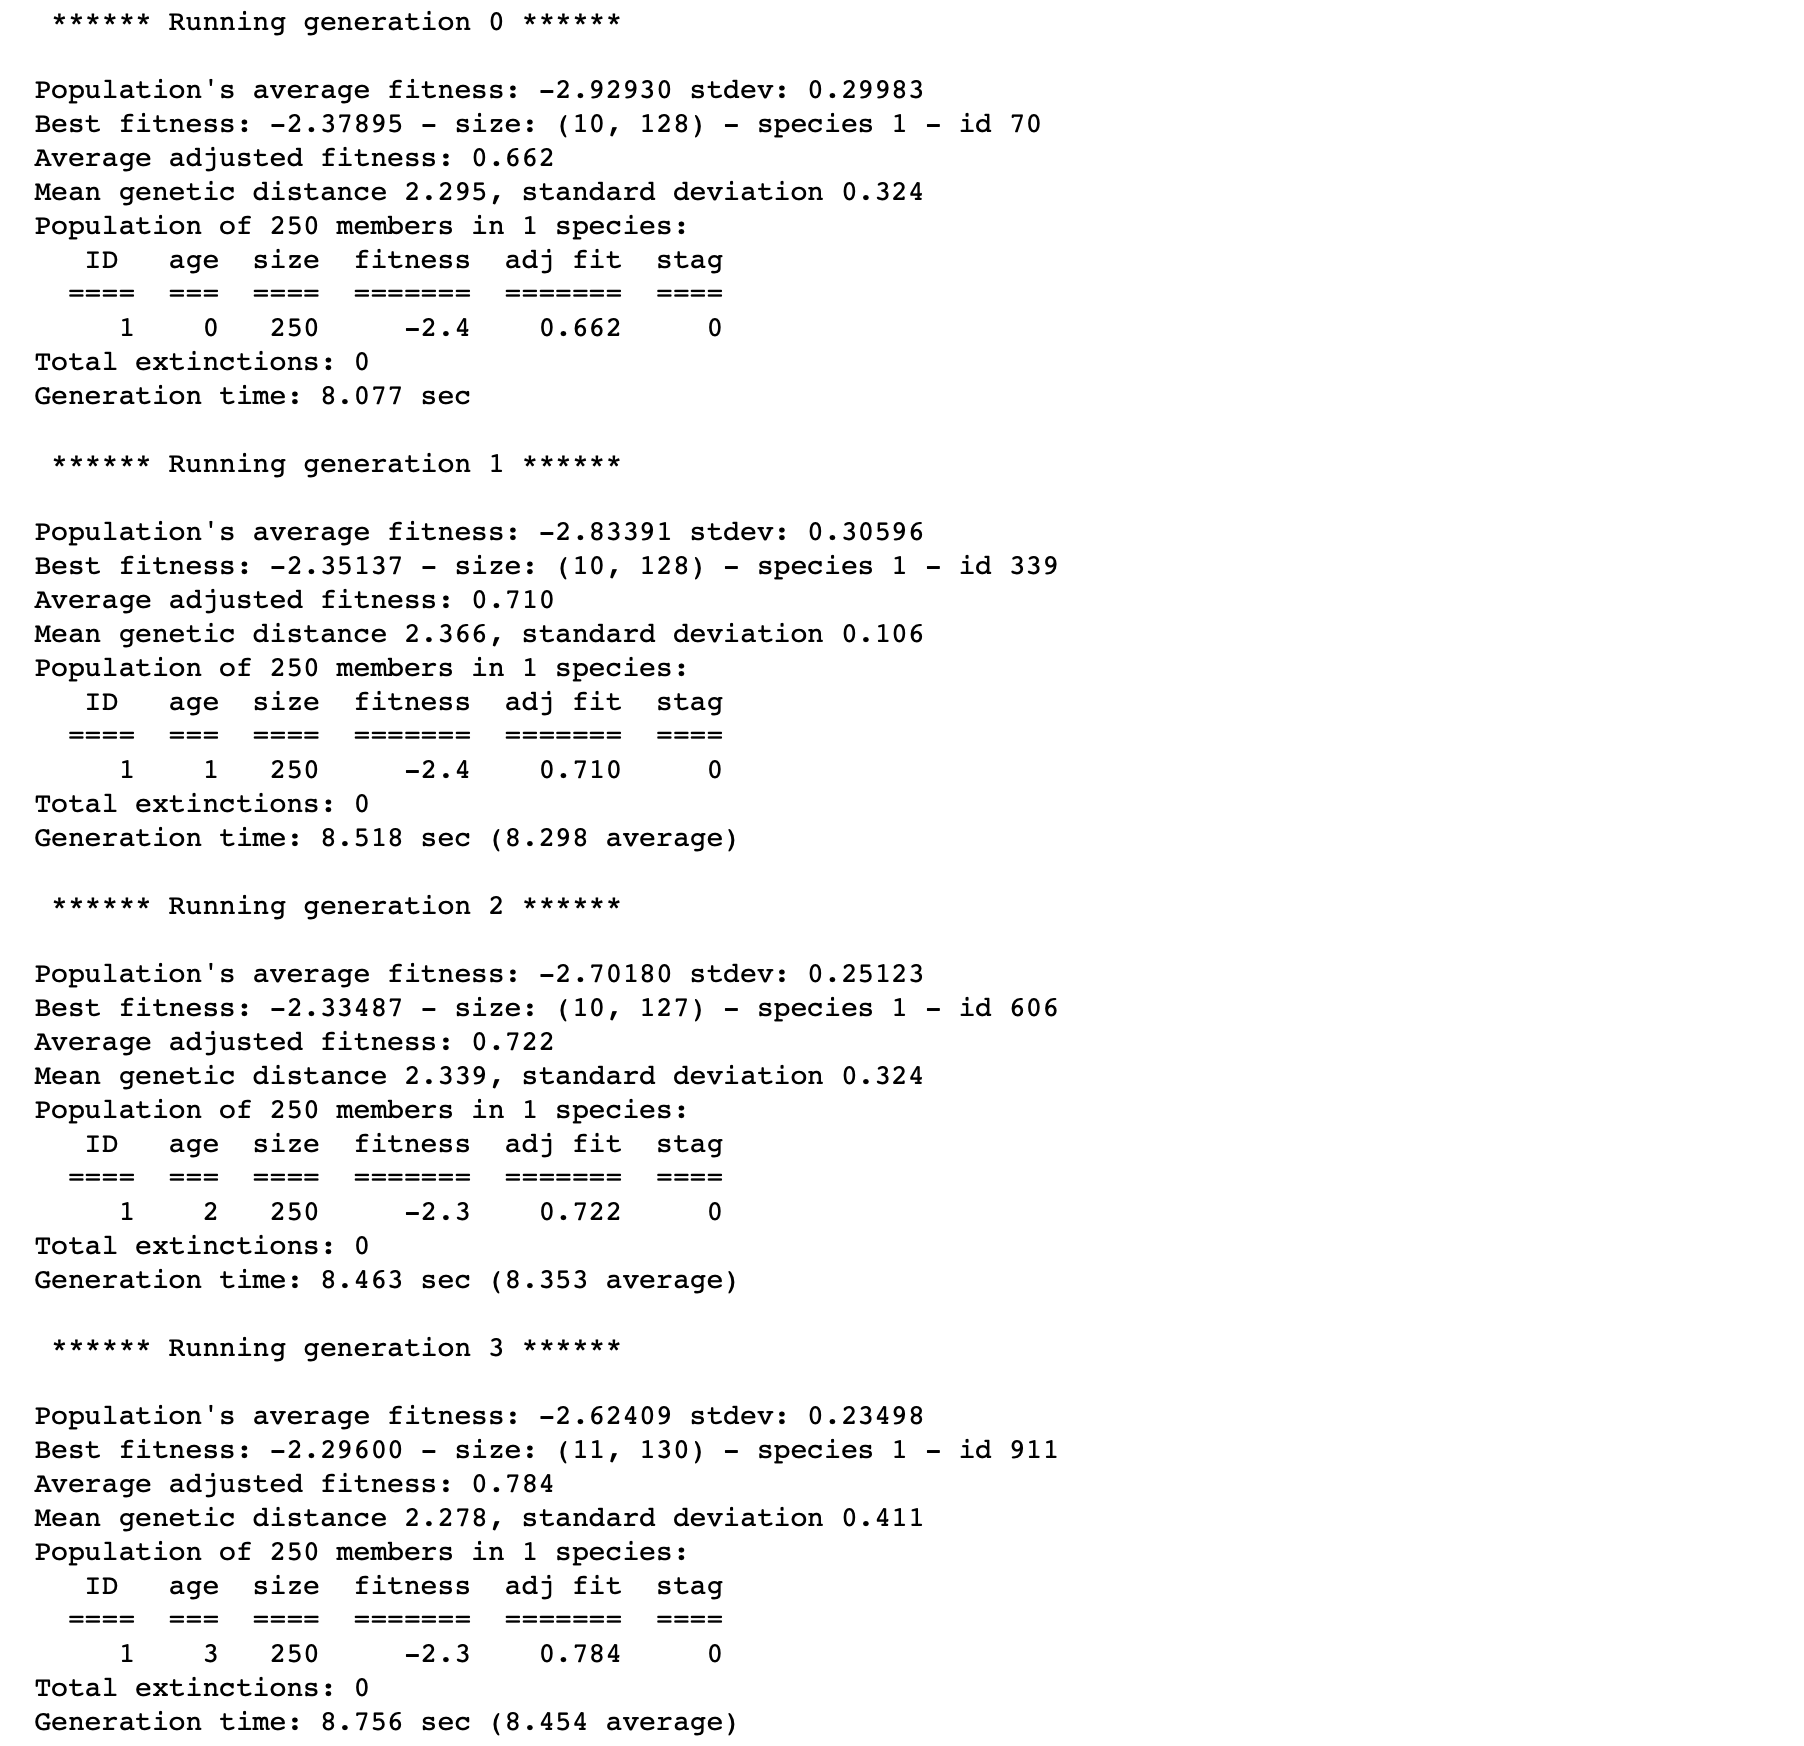 ****** Running generation 0 ******
Population's average fitness: -2.92930 stdev: 0.29983
Best fitness: -2.37895 - size: (10, 128) - species 1 - id 70
Average adjusted fitness: 0.662
Mean genetic distance 2.295, standard deviation 0.324
Population of 250 members in 1 species:
ID age size fitness adj fit stag
==== === ==== ======= ======= ====
1 0 250 -2.4 0.662 0
Total extinctions: 0
Generation time: 8.077 sec
****** Running generation 1 ******
Population's average fitness: -2.83391 stdev: 0.30596
Best fitness: -2.35137 - size: (10, 128) - species 1 - id 339
Average adjusted fitness: 0.710
Mean genetic distance 2.366, standard deviation 0.106
Population of 250 members in 1 species:
ID age size fitness adj fit stag
==== === ==== ======= ======= ====
1 1 250 -2.4 0.710 0
Total extinctions: 0
Generation time: 8.518 sec (8.298 average)
****** Running generation 2 ******
Population's average fitness: -2.70180 stdev: 0.25123
Best fitness: -2.33487 - size: (10, 127) - species 1 - id 606
Average adjusted fitness: 0.722
Mean genetic distance 2.339, standard deviation 0.324
Population of 250 members in 1 species:
ID age size fitness adj fit stag
==== === ==== ======= ======= ====
1 2 250 -2.3 0.722 0
Total extinctions: 0
Generation time: 8.463 sec (8.353 average)
****** Running generation 3 ******
Population's average fitness: -2.62409 stdev: 0.23498
Best fitness: -2.29600 - size: (11, 130) - species 1 - id 911
Average adjusted fitness: 0.784
Mean genetic distance 2.278, standard deviation 0.411
Population of 250 members in 1 species:
ID age size fitness adj fit stag
==== === ==== ======= ======= ====
1 3 250 -2.3 0.784 0
Total extinctions: 0
Generation time: 8.756 sec (8.454 average)